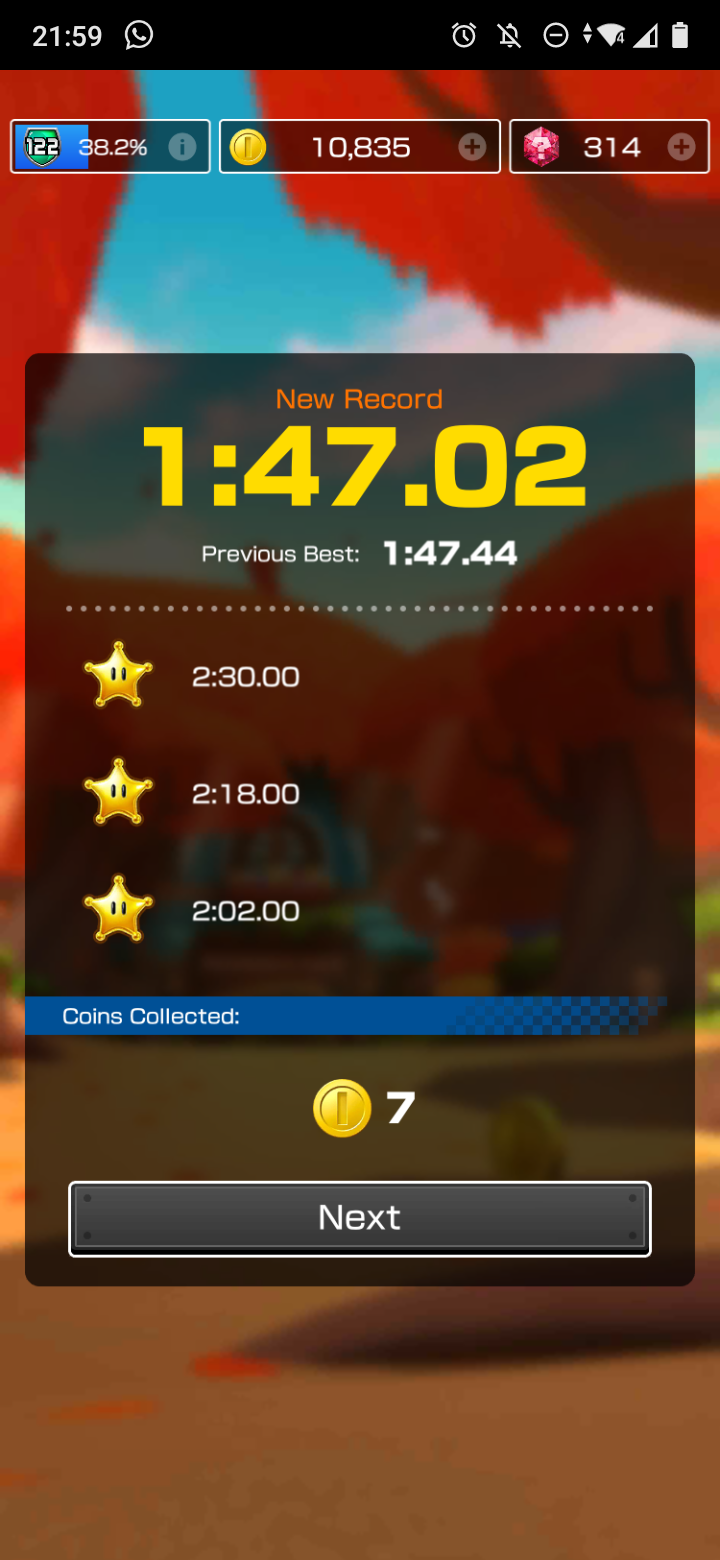 21:59
4
122 38.2% i
10,835 +
? 314 +
New Record
1:47.02
Previous Best: 1:47.44
2:30.00
2:18.00
2:02.00
Coins Collected:
7
Next